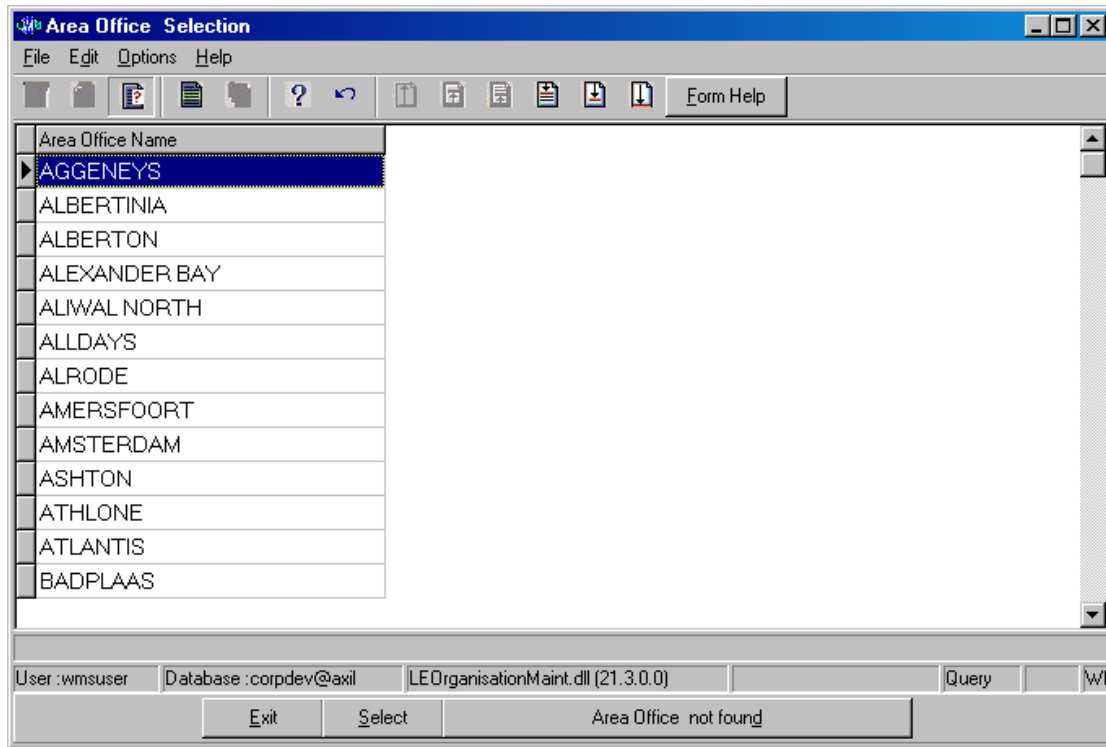 Area Office Selection
File Edit Options Help
? Form Help
Area Office Name
AGGENEYS
ALBERTINIA
ALBERTON
ALEXANDER BAY
ALIWAL NORTH
ALLDAYS
ALRODE
AMERSFOORT
AMSTERDAM
ASHTON
ATHLONE
ATLANTIS
BADPLAAS
User :wmsuser Database :corpdev@axil LEOrganisationMaint.dll (21.3.0.0) Query
Exit Select Area Office not found